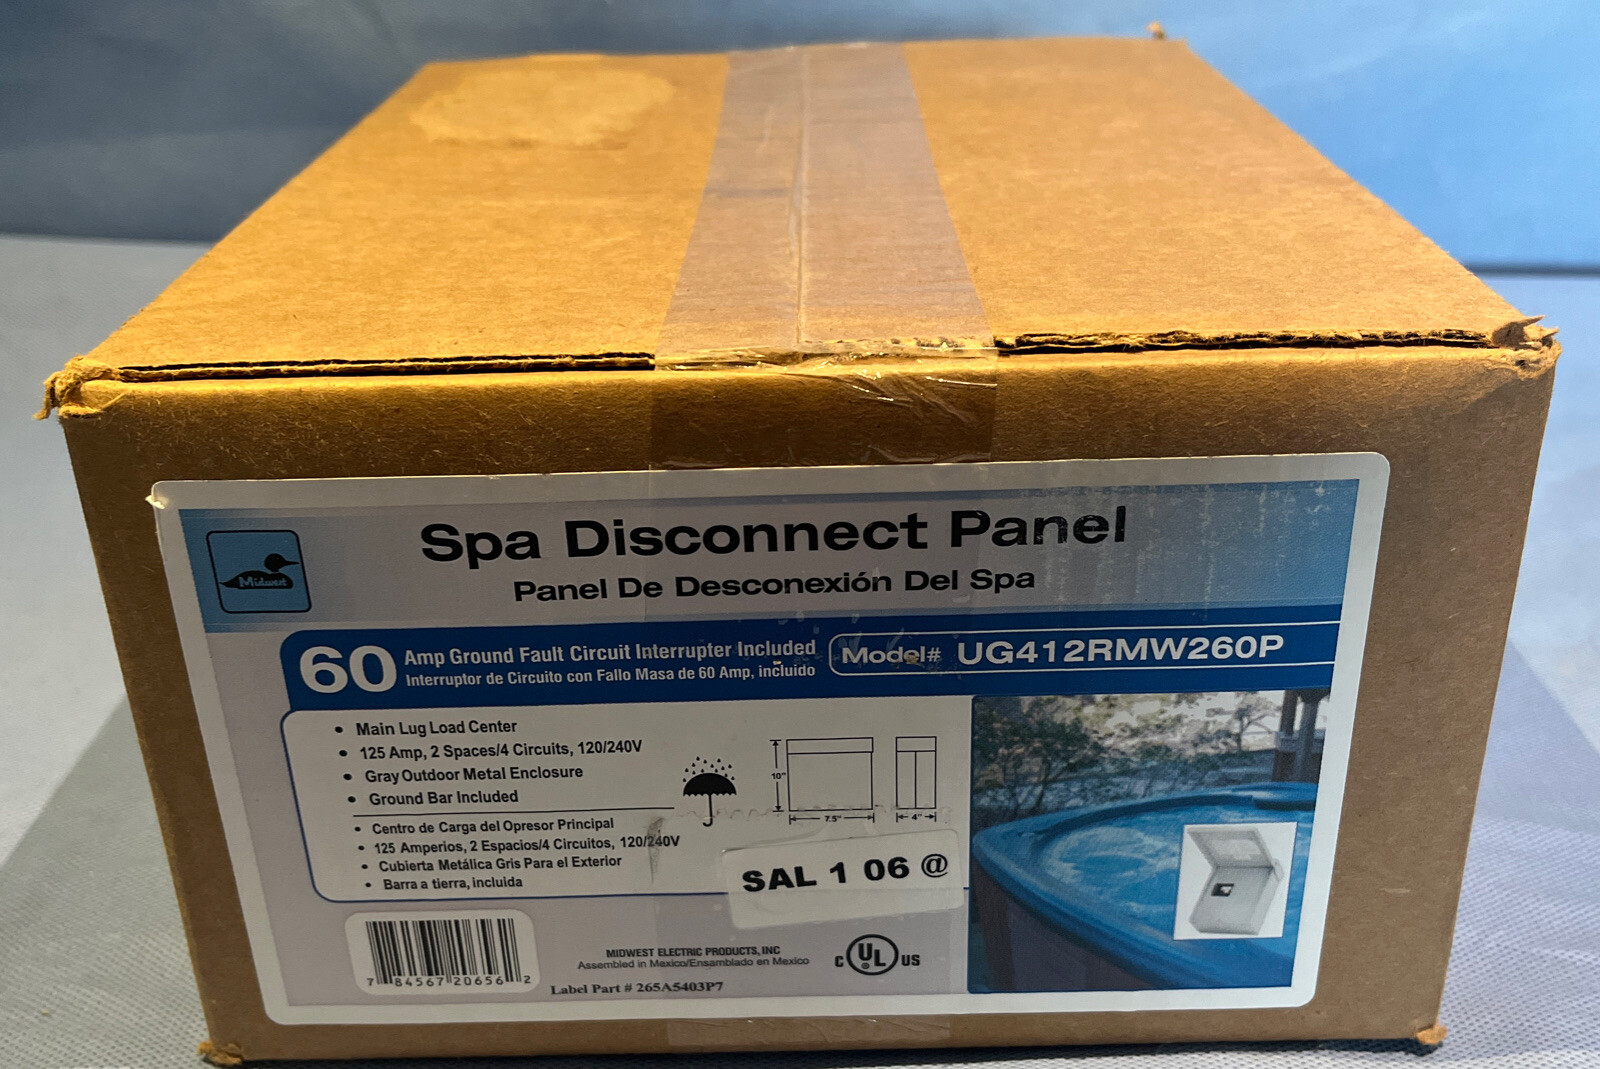 Midwest
Spa Disconnect Panel
Panel De Desconexión Del Spa
60 Amp Ground Fault Circuit Interrupter Included
Interruptor de Circuito con Fallo Masa de 60 Amp, incluido
Model# UG412RMW260P
• Main Lug Load Center
• 125 Amp, 2 Spaces/4 Circuits, 120/240V
• Gray Outdoor Metal Enclosure
• Ground Bar Included
• Centro de Carga del Opresor Principal
• 125 Amperios, 2 Espacios/4 Circuitos, 120/240V
• Cubierta Metálica Gris Para el Exterior
• Barra a tierra, incluida
10"
7.5"
4"
SAL 1 06 @
7 84567 20656 2
MIDWEST ELECTRIC PRODUCTS, INC
Assembled in Mexico/Ensamblado en Mexico
Label Part # 265A5403P7
C UL US